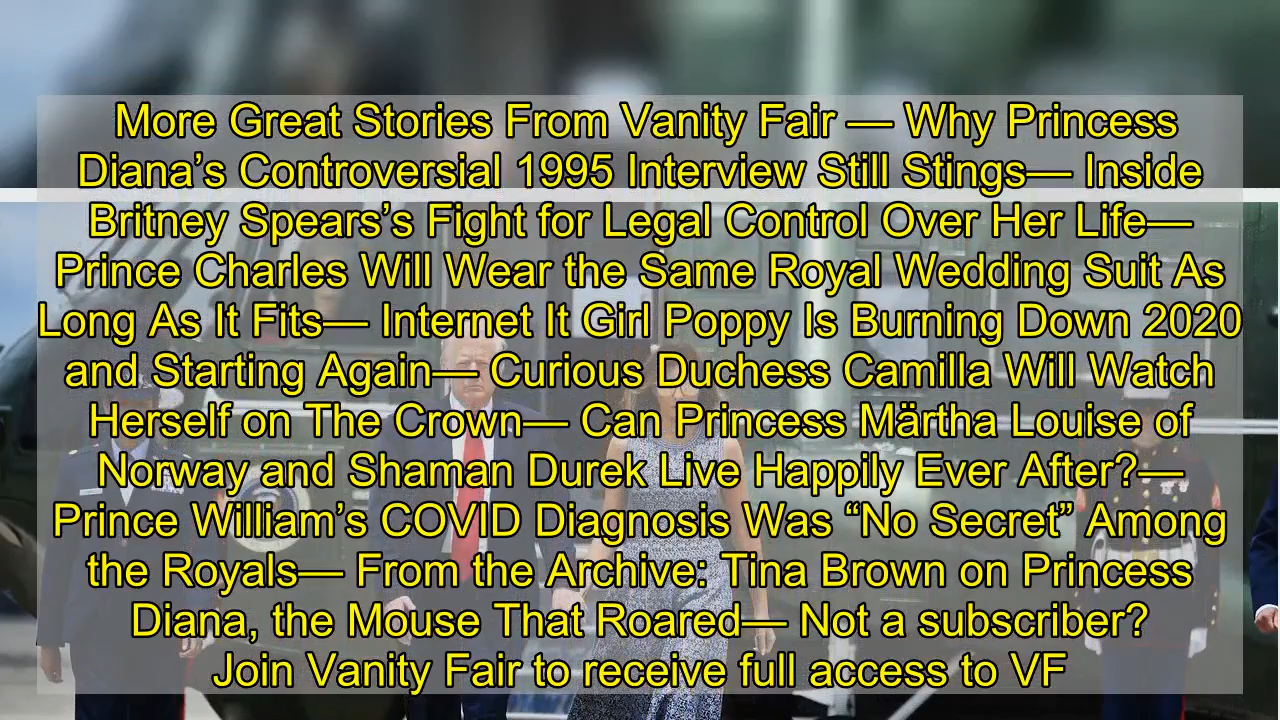 More Great Stories From Vanity Fair — Why Princess
Diana’s Controversial 1995 Interview Still Stings— Inside
Britney Spears’s Fight for Legal Control Over Her Life—
Prince Charles Will Wear the Same Royal Wedding Suit As
Long As It Fits— Internet It Girl Poppy Is Burning Down 2020
and Starting Again— Curious Duchess Camilla Will Watch
Herself on The Crown— Can Princess Märtha Louise of
Norway and Shaman Durek Live Happily Ever After?—
Prince William’s COVID Diagnosis Was “No Secret” Among
the Royals— From the Archive: Tina Brown on Princess
Diana, the Mouse That Roared— Not a subscriber?
Join Vanity Fair to receive full access to VF